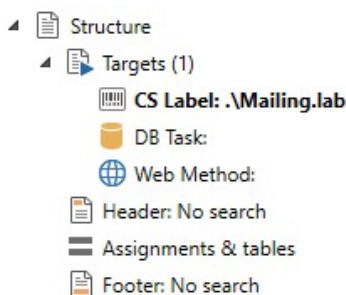 Structure
Targets (1)
CS Label: .\Mailing.lab
DB Task:
Web Method:
Header: No search
Assignments & tables
Footer: No search